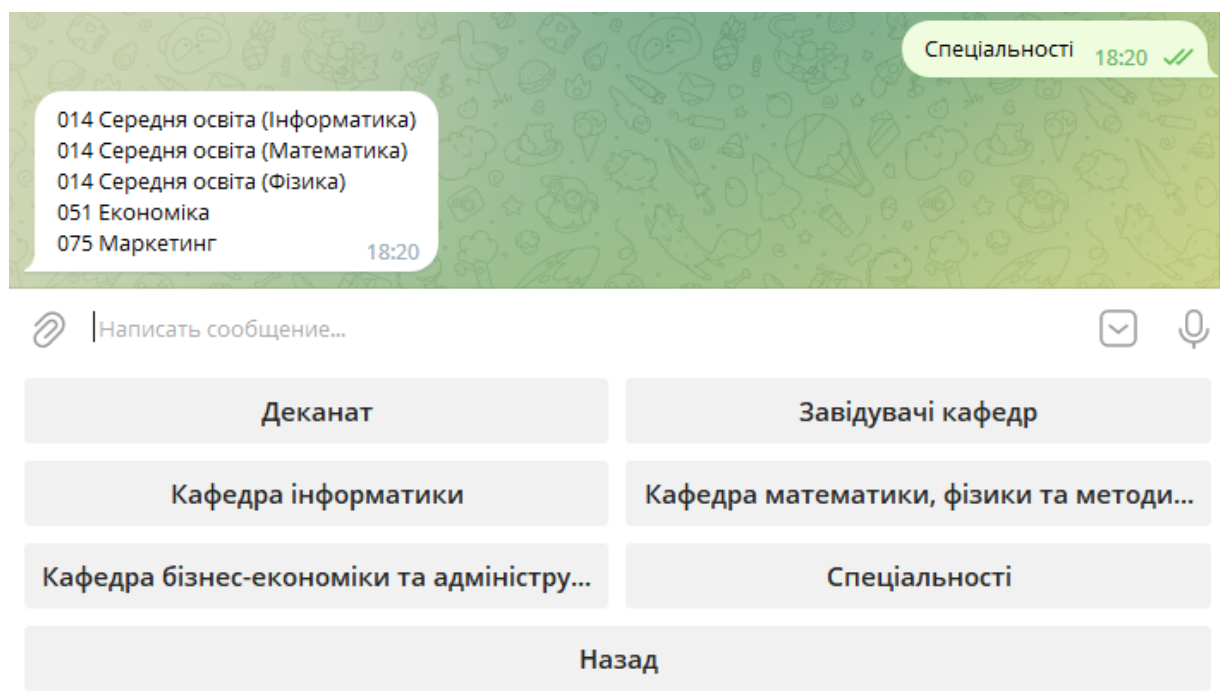 Спеціальності 18:20
014 Середня освіта (Інформатика)
014 Середня освіта (Математика)
014 Середня освіта (Фізика)
051 Економіка
075 Маркетинг
18:20
Написать сообщение...
Деканат
Завідувачі кафедр
Кафедра інформатики
Кафедра математики, фізики та методи...
Кафедра бізнес-економіки та адміністру...
Спеціальності
Назад